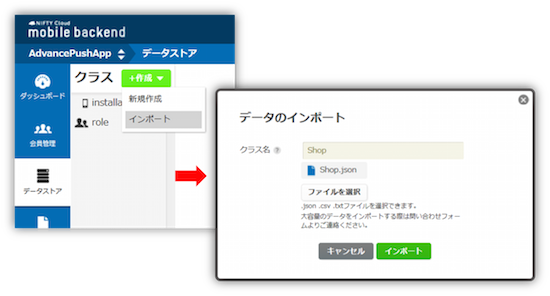 NIFTY Cloud
mobile backend
AdvancePushApp
データストア
ダッシュボード
会員管理
データストア
クラス
+作成
新規作成
インポート
installa
role
データのインポート
クラス名
?
Shop
Shop.json
ファイルを選択
.json .csv .txtファイルを選択できます。
大容量のデータをインポートする際は問い合わせフォー
ムよりご連絡ください。
キャンセル
インポート